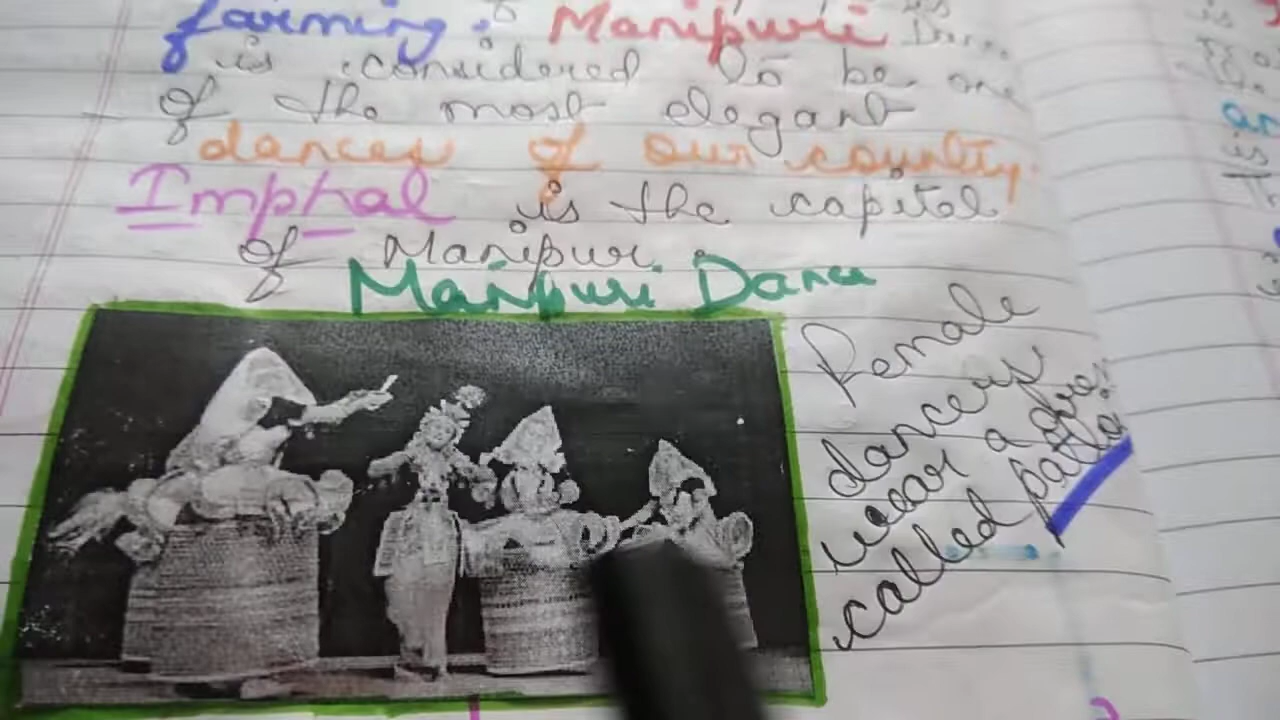 farming. Manipuri
is considered to be one
of the most elegant
dances of our country.
Imphal is the capital
of Manipur.
Manipuri Dance
Female
dancers
wear a
called